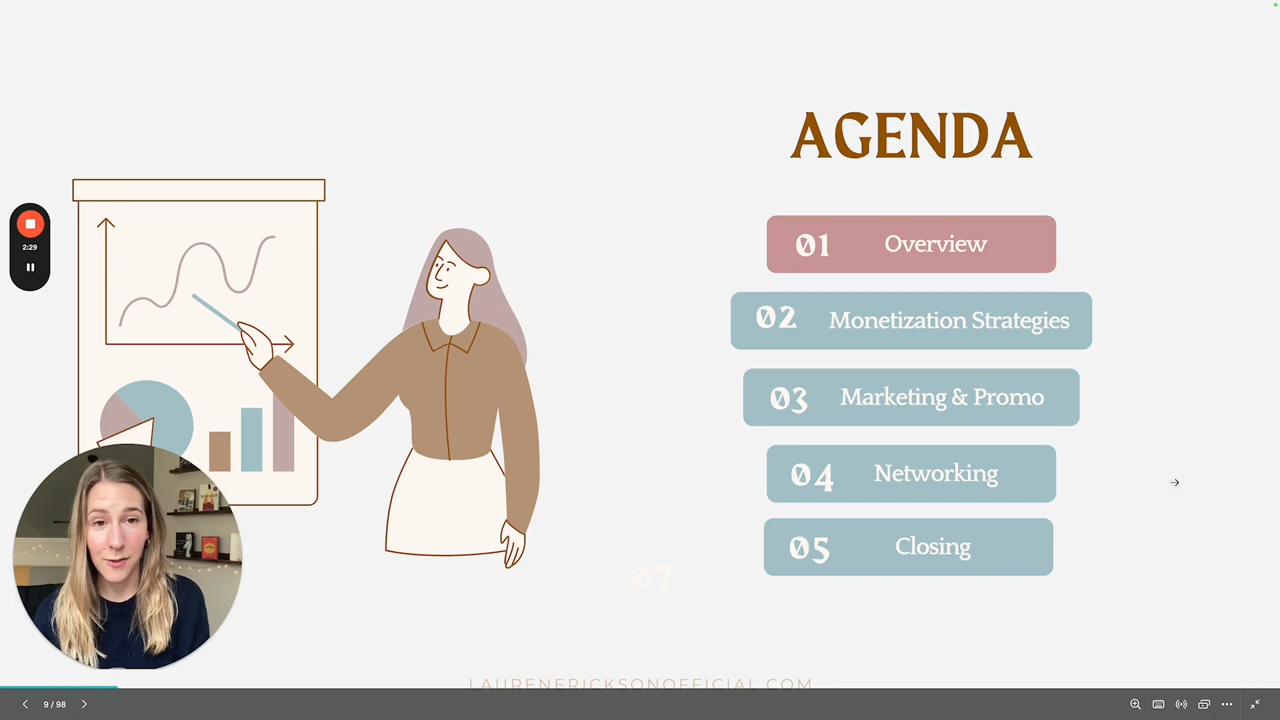 AGENDA
01 Overview
02 Monetization Strategies
03 Marketing & Promo
04 Networking
05 Closing
07
2:29
LAURENERICKSONOFFICIAL.COM
9 / 98